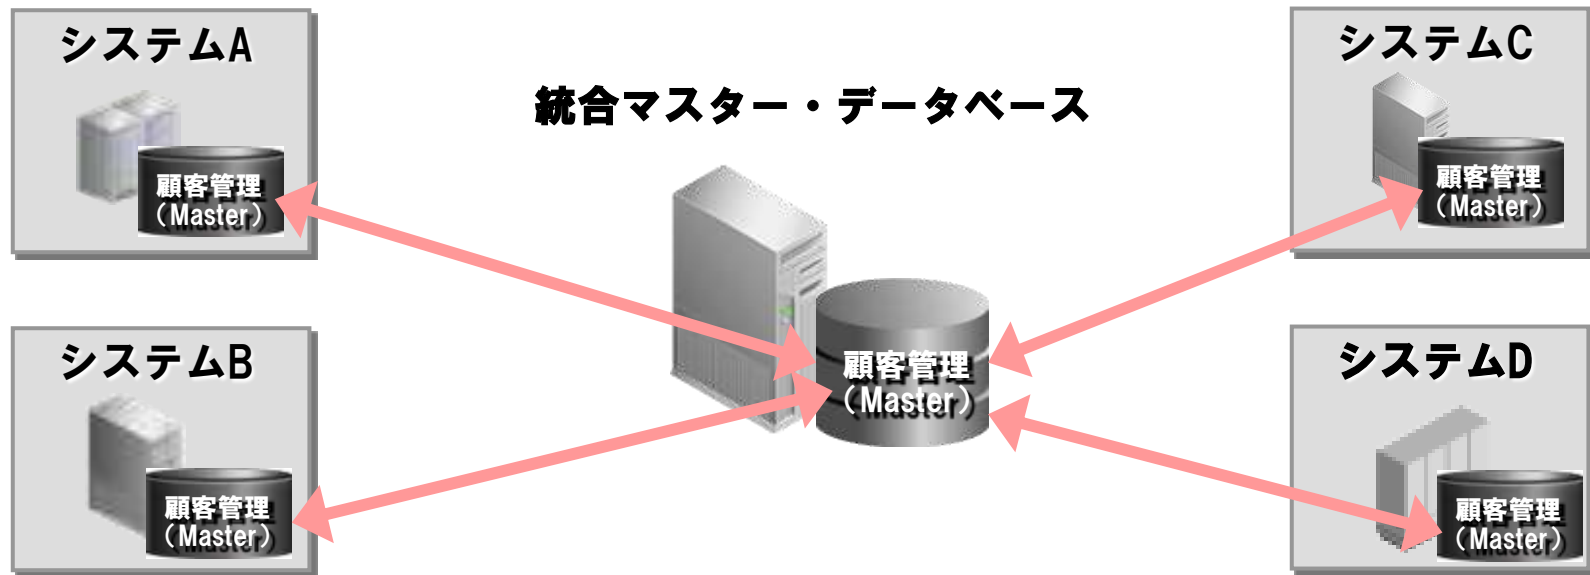 システムA
顧客管理
（Master）
システムB
顧客管理
（Master）
統合マスター・データベース
顧客管理
（Master）
システムC
顧客管理
（Master）
システムD
顧客管理
（Master）